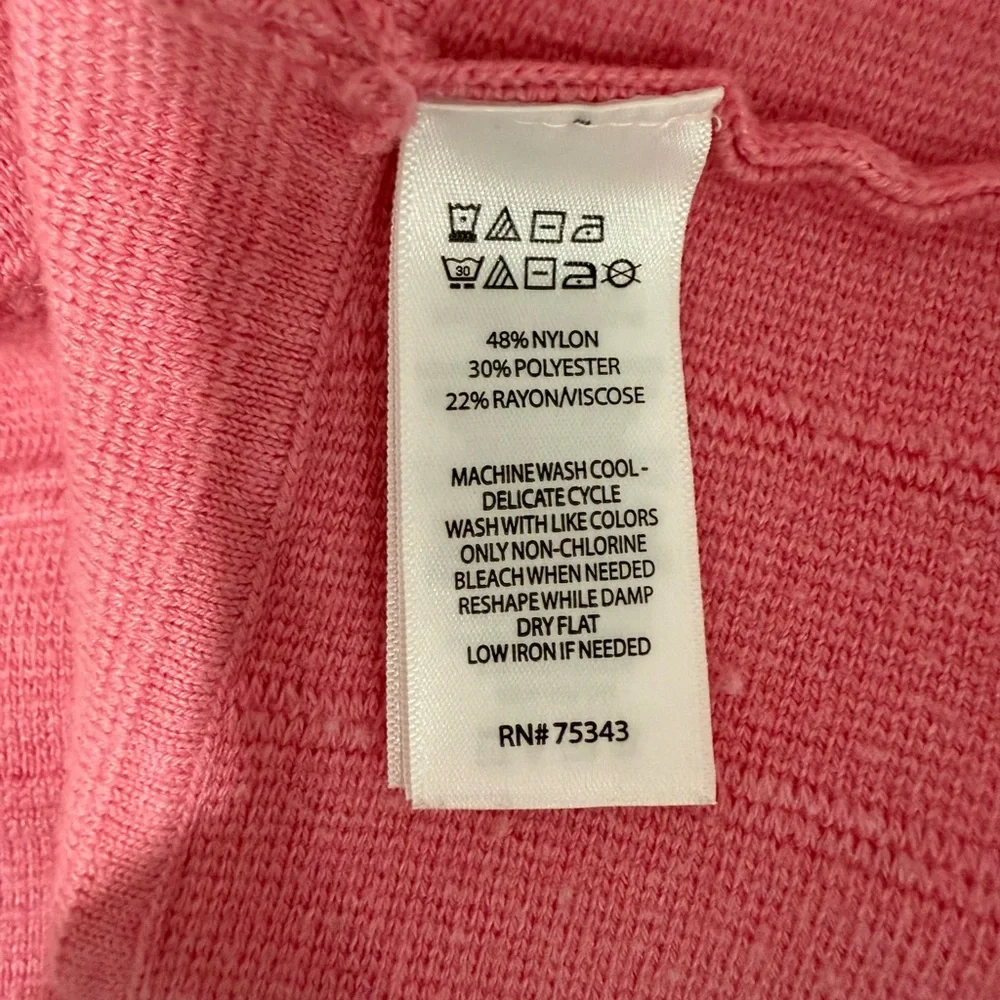 30
48% NYLON
30% POLYESTER
22% RAYON/VISCOSE
MACHINE WASH COOL -
DELICATE CYCLE
WASH WITH LIKE COLORS
ONLY NON-CHLORINE
BLEACH WHEN NEEDED
RESHAPE WHILE DAMP
DRY FLAT
LOW IRON IF NEEDED
RN# 75343